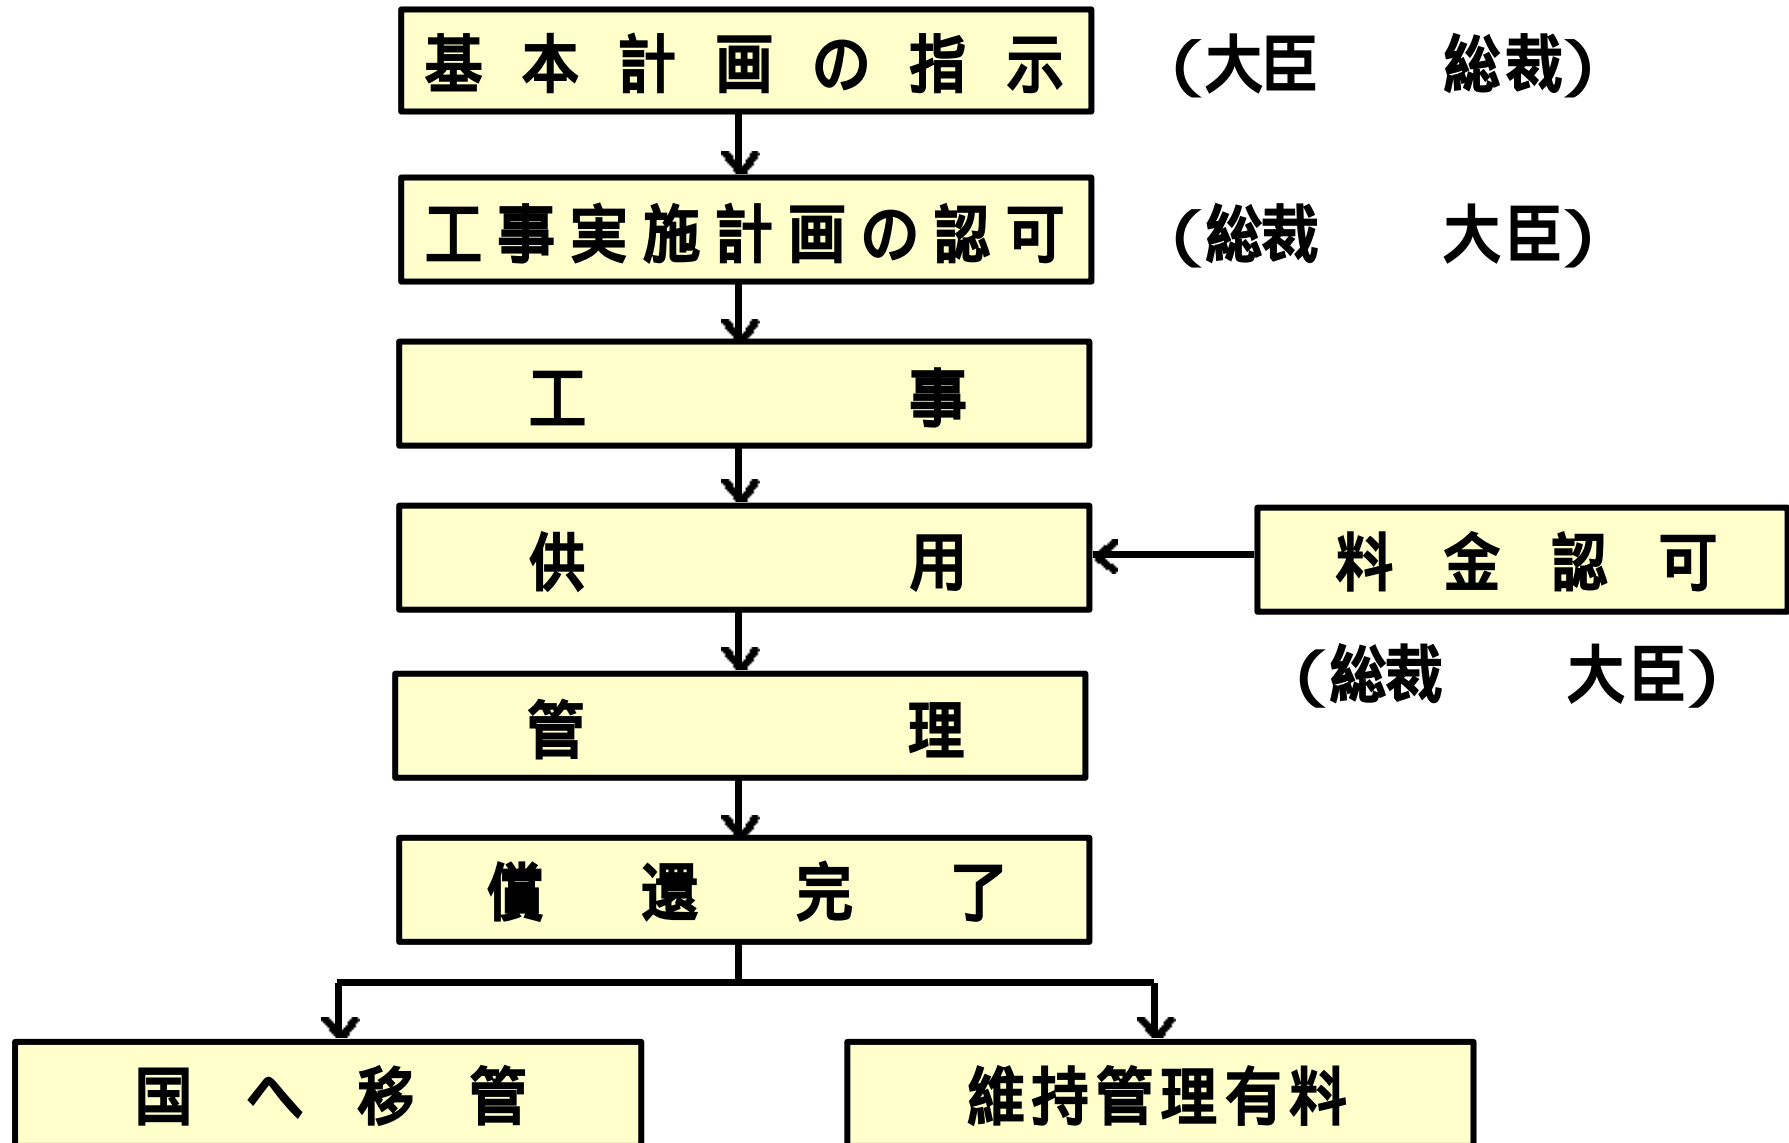 基本計画の指示 (大臣 総裁)
工事実施計画の認可 (総裁 大臣)
工事
供用
料金認可
(総裁 大臣)
管理
償還完了
国へ移管
維持管理有料